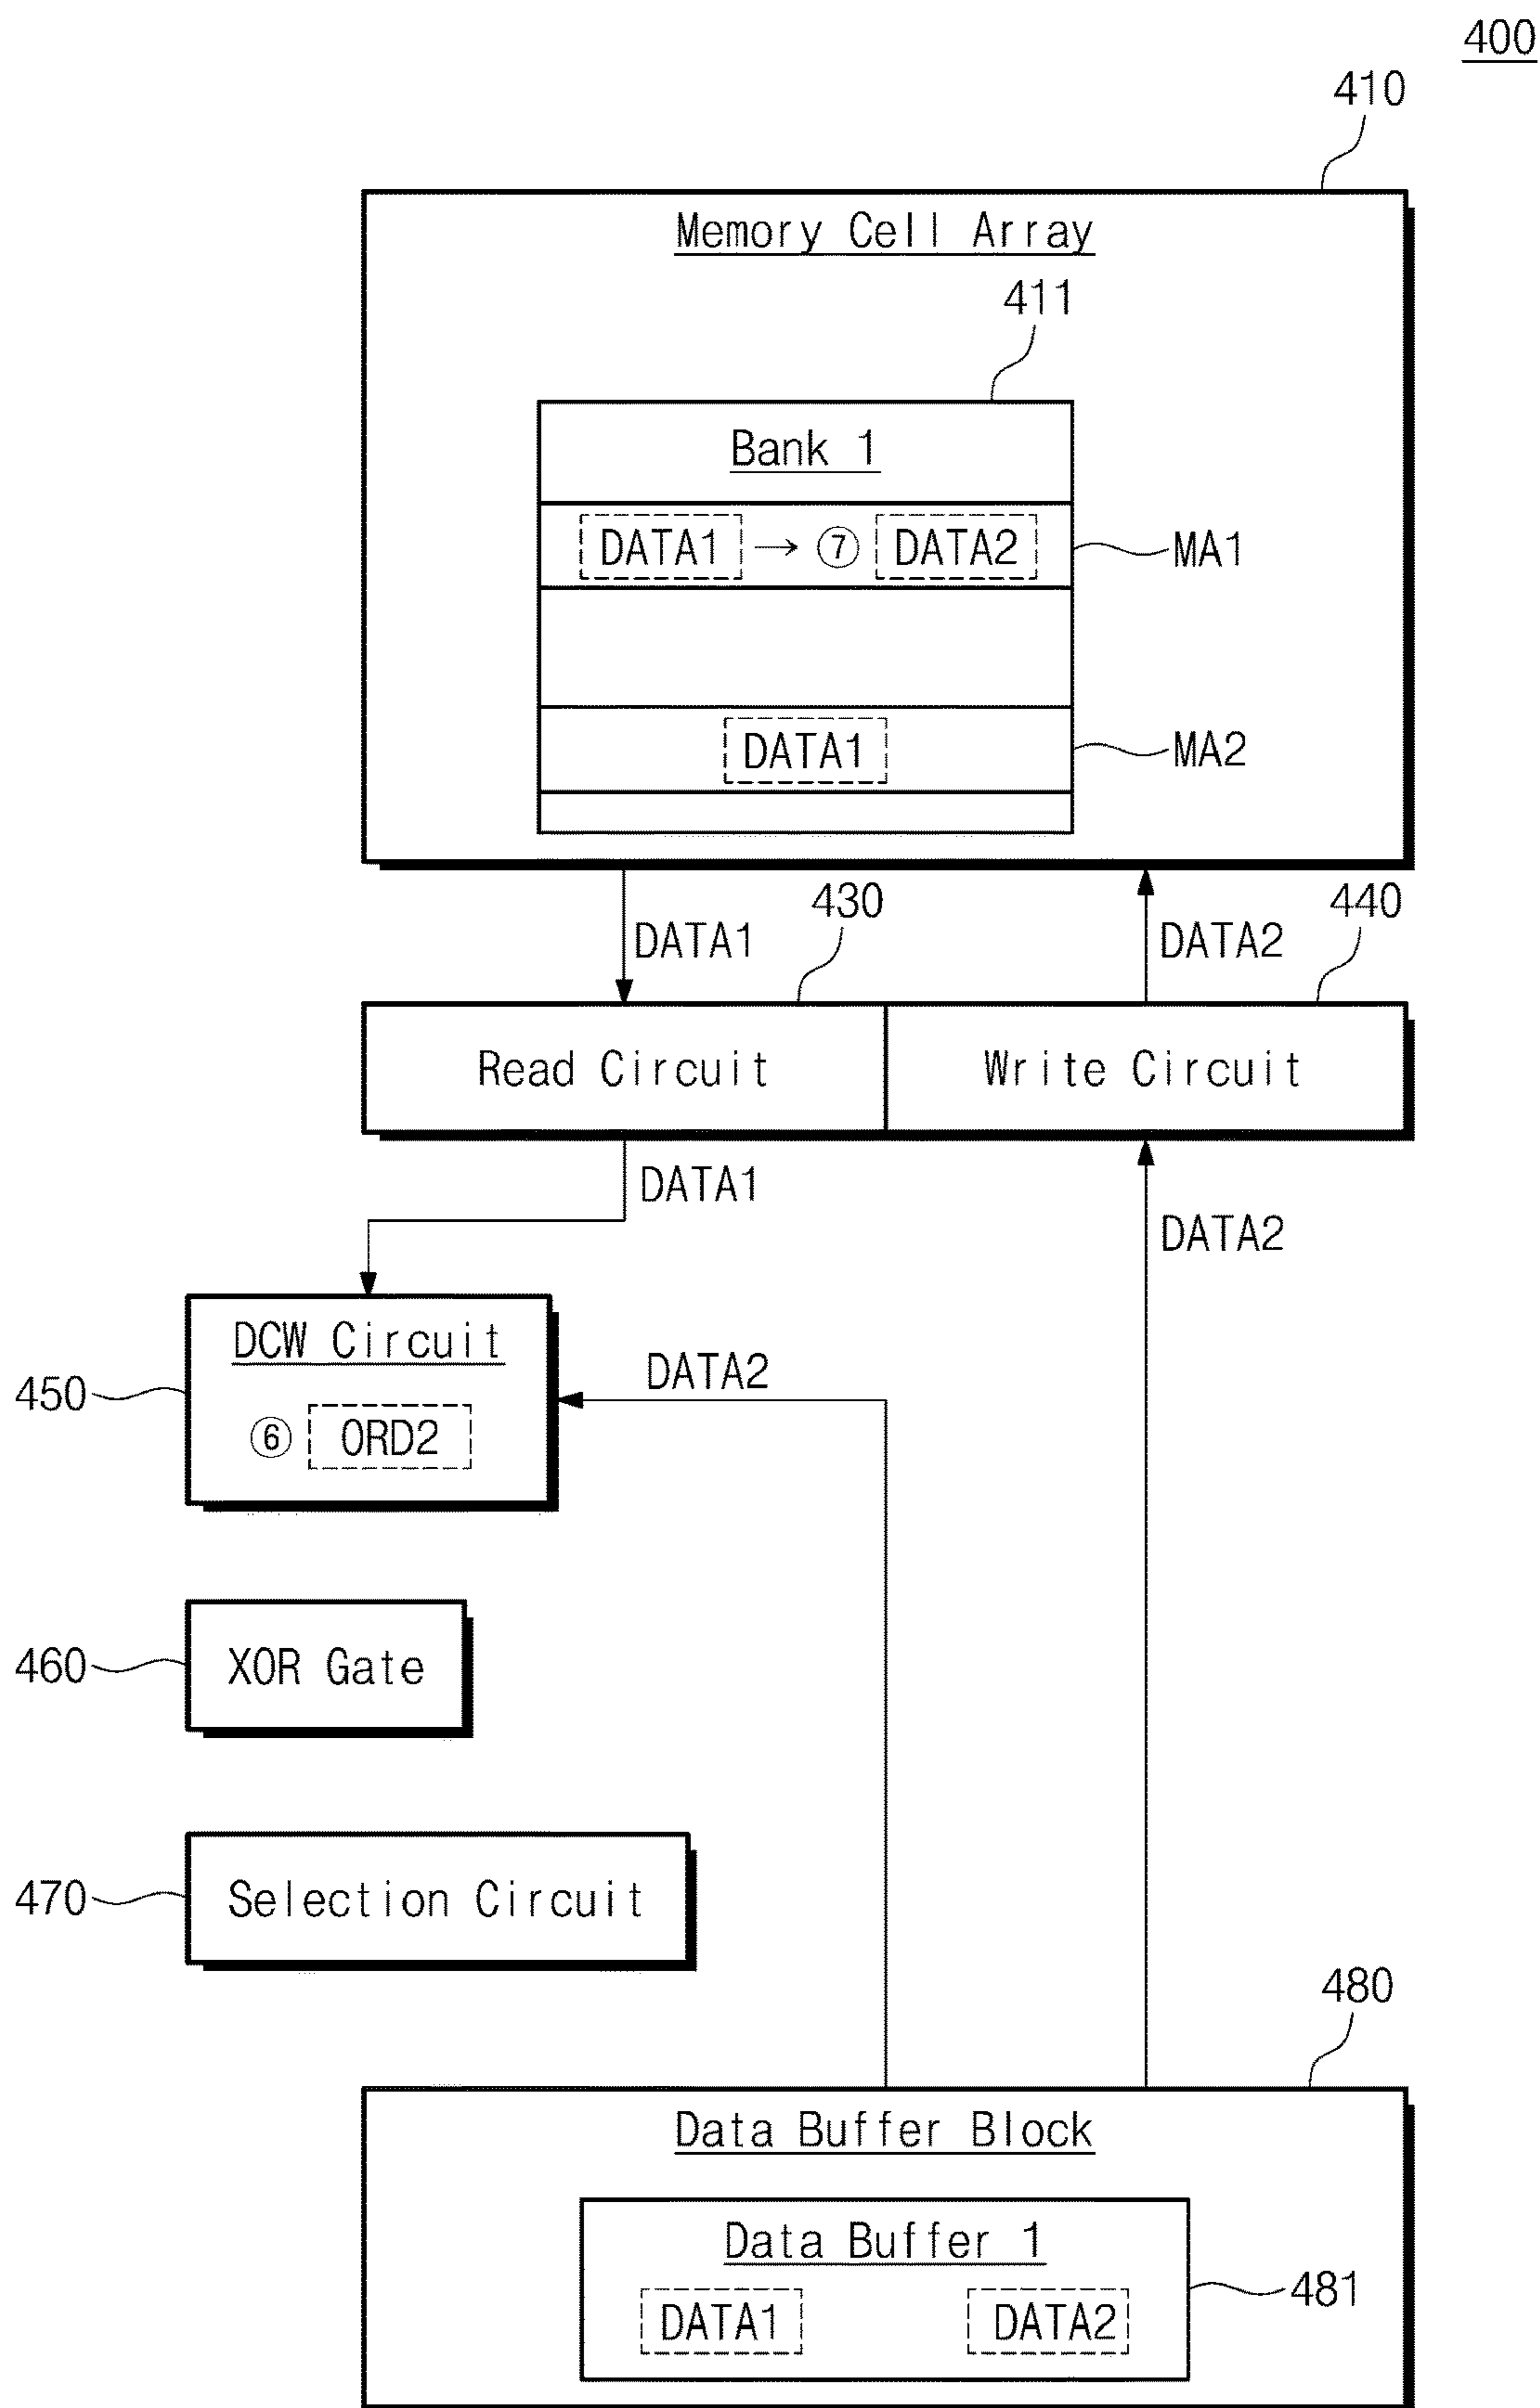 400
410
Memory Cell Array
411
Bank 1
DATA1 → ⑦ DATA2 MA1
DATA1 MA2
430 440
DATA1 DATA2
Read Circuit Write Circuit
DATA1
DATA2
DCW Circuit
DATA2
450
⑥ ORD2
460 XOR Gate
470 Selection Circuit
480
Data Buffer Block
Data Buffer 1
481
DATA1 DATA2